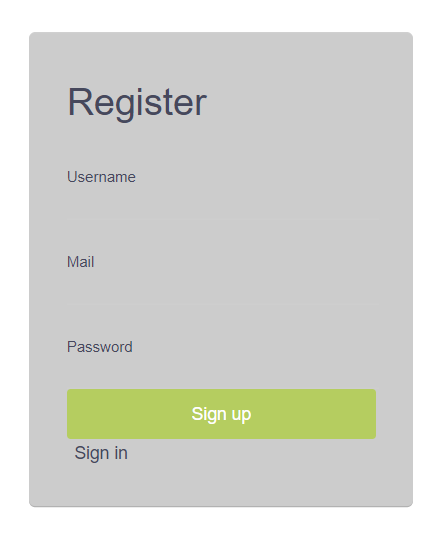 Register
Username
Mail
Password
Sign up
Sign in